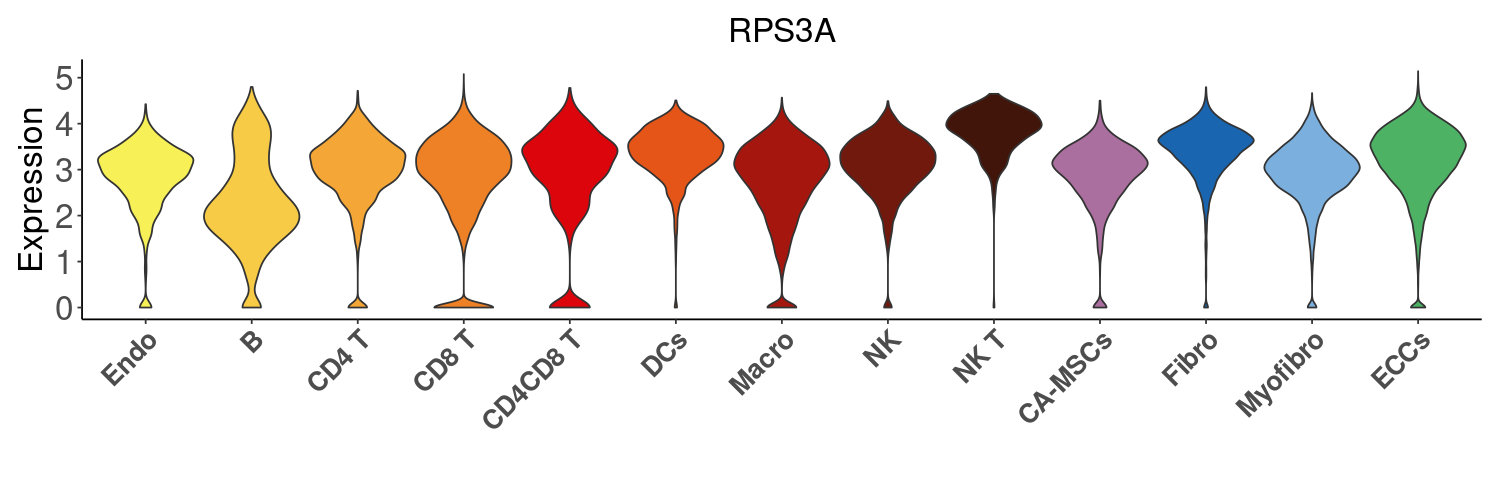 RPS3A
Expression
5
4
3
2
1
0
Endo
B
CD4 T
CD8 T
CD4CD8 T
DCs
Macro
NK
NK T
CA-MSCs
Fibro
Myofibro
ECCs